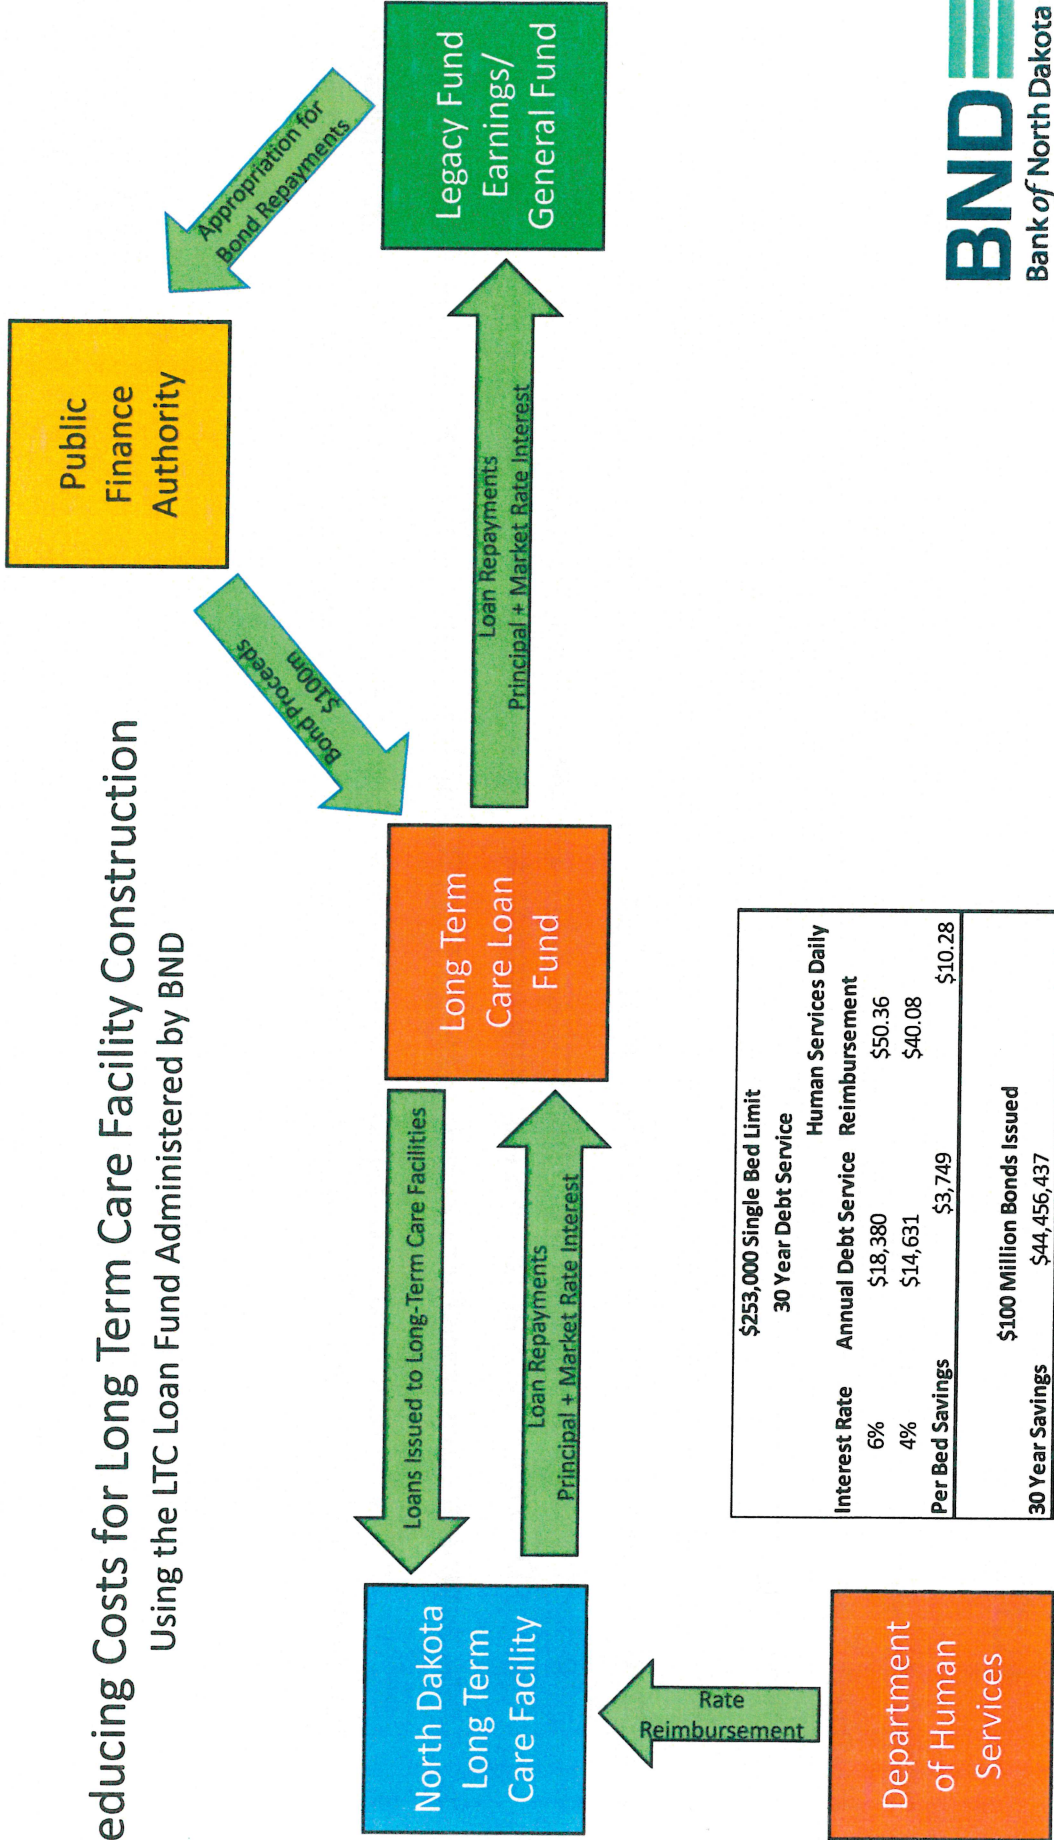 educing Costs for Long Term Care Facility Construction
Using the LTC Loan Fund Administered by BND
Public
Finance
Authority
Appropriation for
Bond Repayments
Bond Proceeds
$100m
Legacy Fund
Earnings/
General Fund
Loan Repayments
Principal + Market Rate Interest
Long Term
Care Loan
Fund
Loans Issued to Long-Term Care Facilities
Loan Repayments
Principal + Market Rate Interest
North Dakota
Long Term
Care Facility
Rate
Reimbursement
Department
of Human
Services
$253,000 Single Bed Limit
30 Year Debt Service
Human Services Daily
Interest Rate Annual Debt Service Reimbursement
6% $18,380 $50.36
4% $14,631 $40.08
Per Bed Savings $3,749 $10.28
$100 Million Bonds Issued
30 Year Savings $44,456,437
BND
Bank of North Dakota